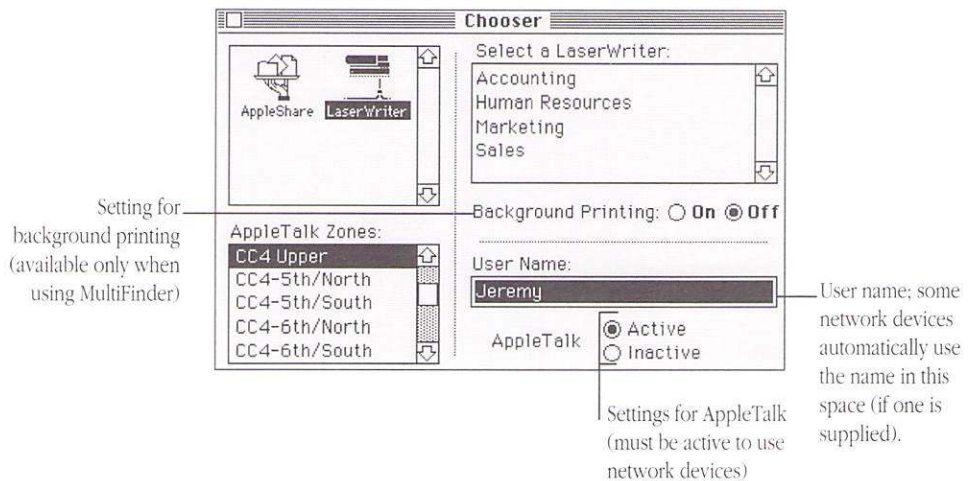 Chooser
AppleShare
LaserWriter
Select a LaserWriter:
Accounting
Human Resources
Marketing
Sales
Background Printing: On Off
AppleTalk Zones:
CC4 Upper
CC4-5th/North
CC4-5th/South
CC4-6th/North
CC4-6th/South
User Name:
Jeremy
AppleTalk
Active
Inactive
Setting for
background printing
(available only when
using MultiFinder)
User name; some
network devices
automatically use
the name in this
space (if one is
supplied).
Settings for AppleTalk
(must be active to use
network devices)